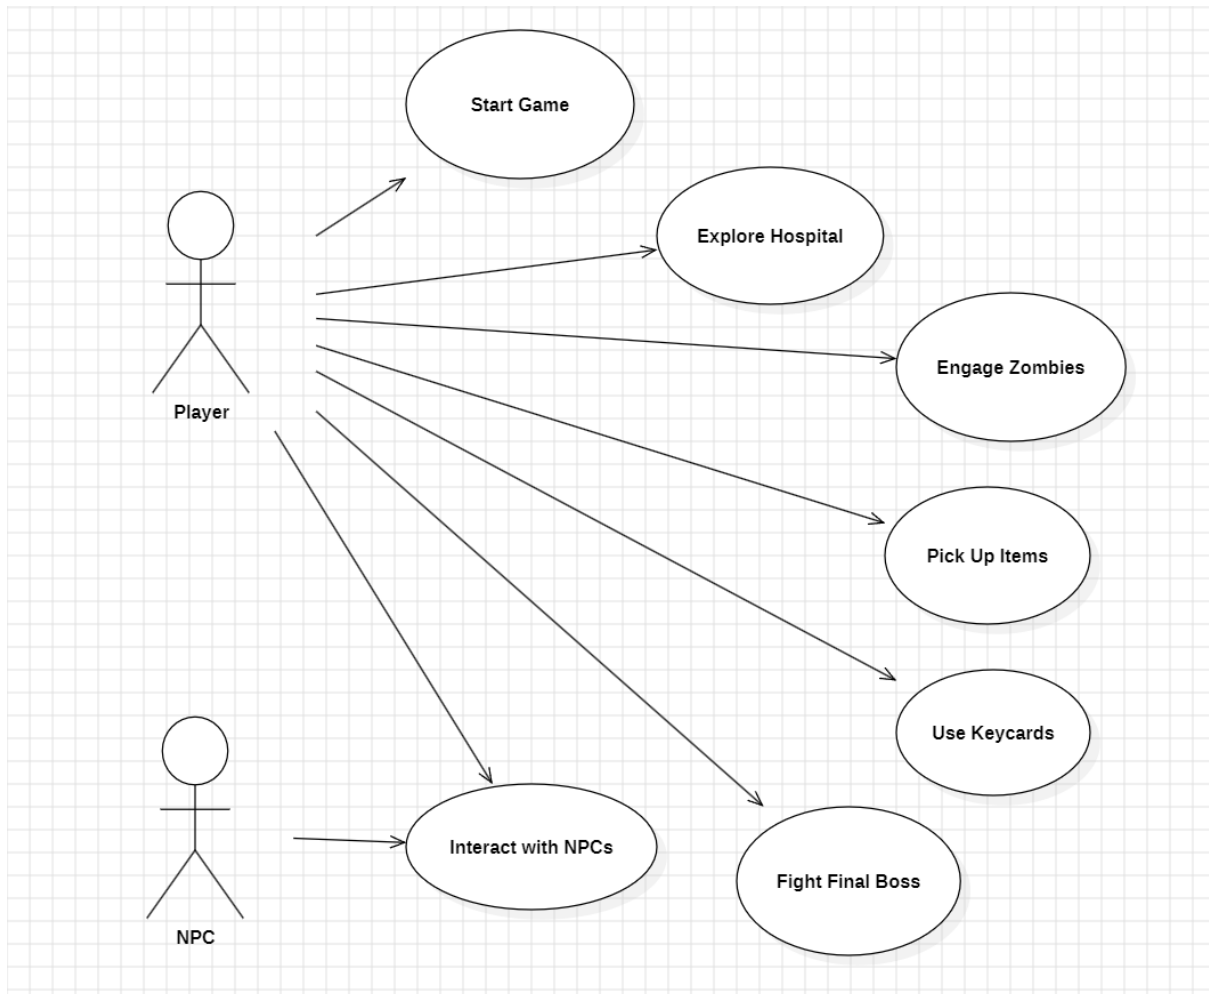 Start Game
Explore Hospital
Engage Zombies
Player
Pick Up Items
Use Keycards
Interact with NPCs
Fight Final Boss
NPC